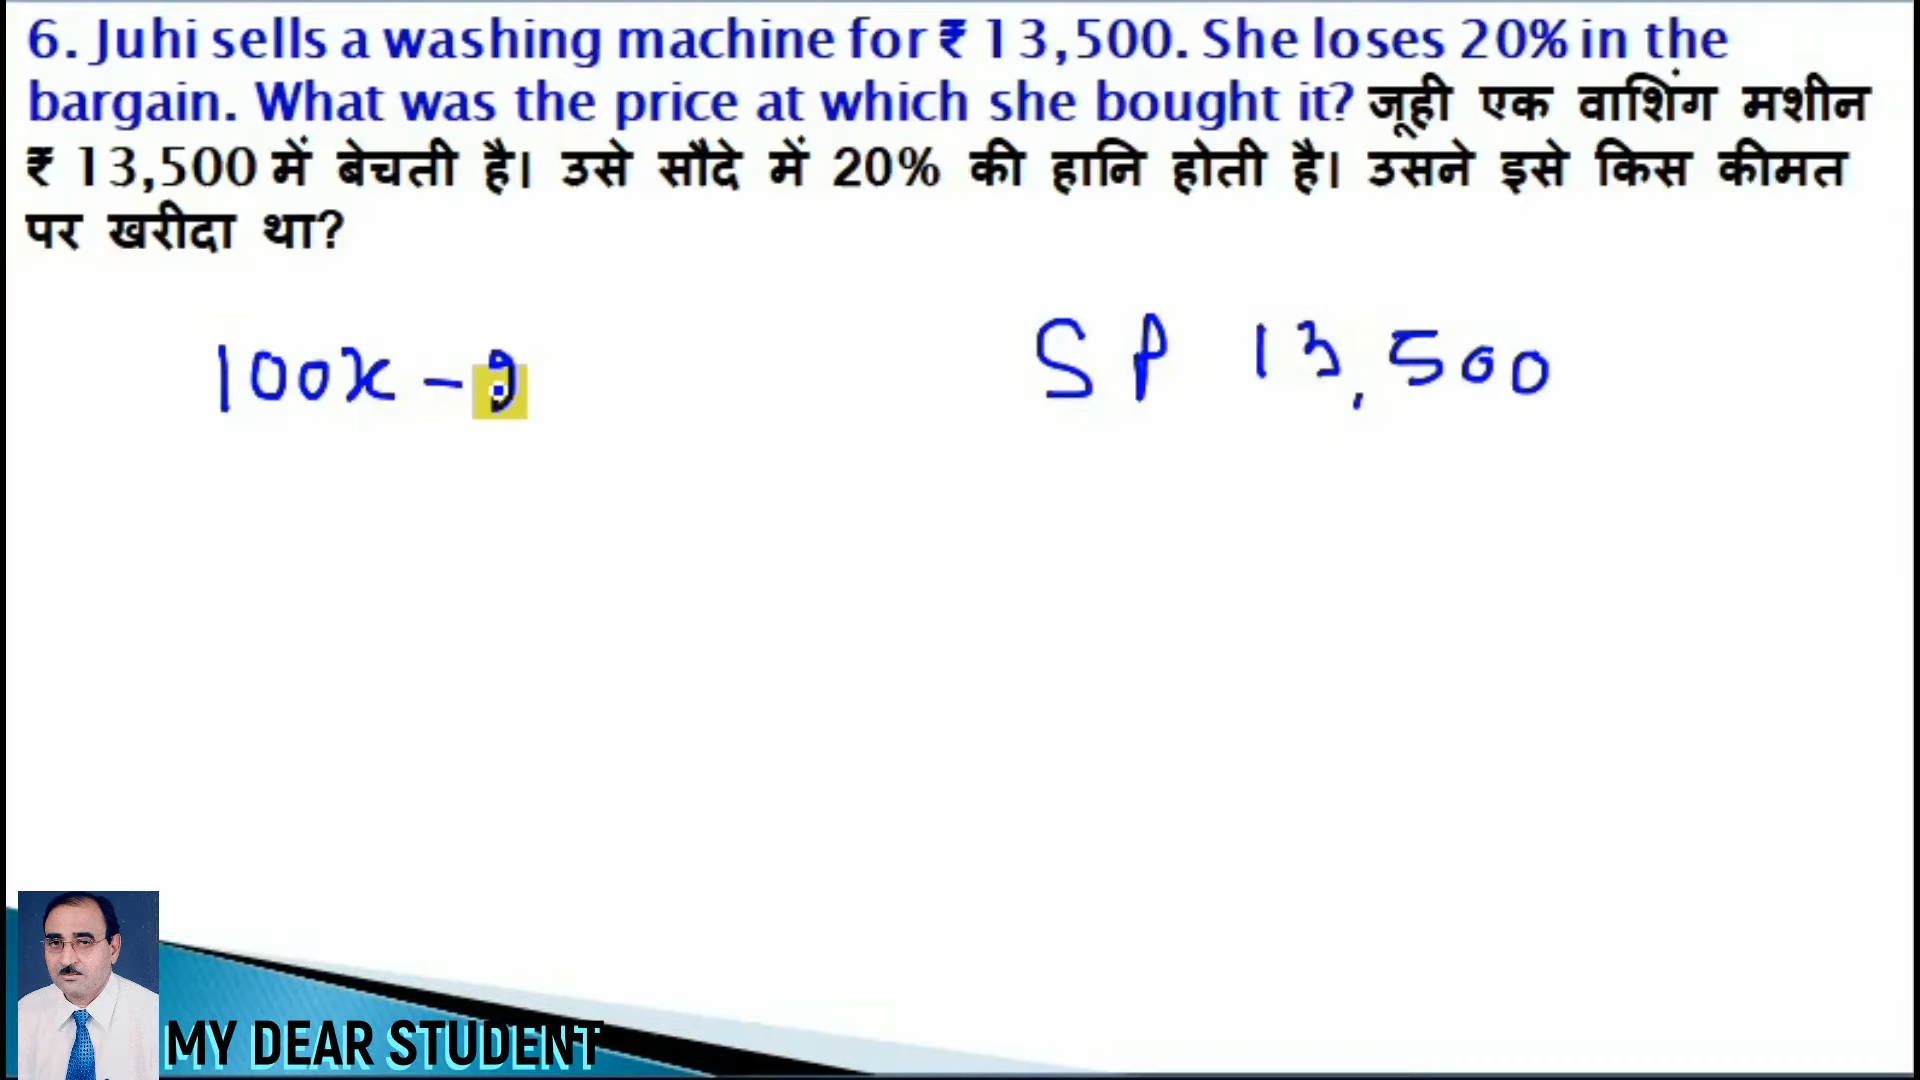 6. Juhi sells a washing machine for ₹ 13,500. She loses 20% in the
bargain. What was the price at which she bought it? जूही एक वाशिंग मशीन
₹ 13,500 में बेचती है। उसे सौदे में 20% की हानि होती है। उसने इसे किस कीमत
पर खरीदा था?
100x -
SP 13,500
MY DEAR STUDENT